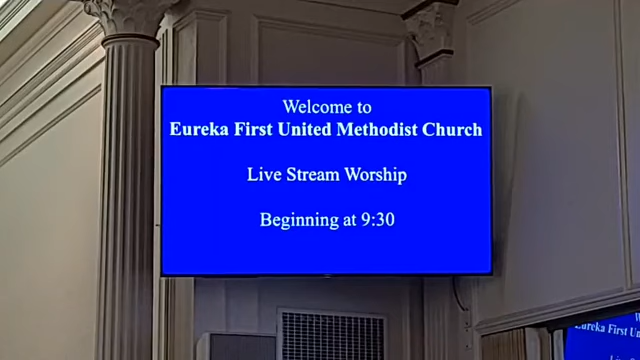 Welcome to
Eureka First United Methodist Church
Live Stream Worship
Beginning at 9:30
Eureka First